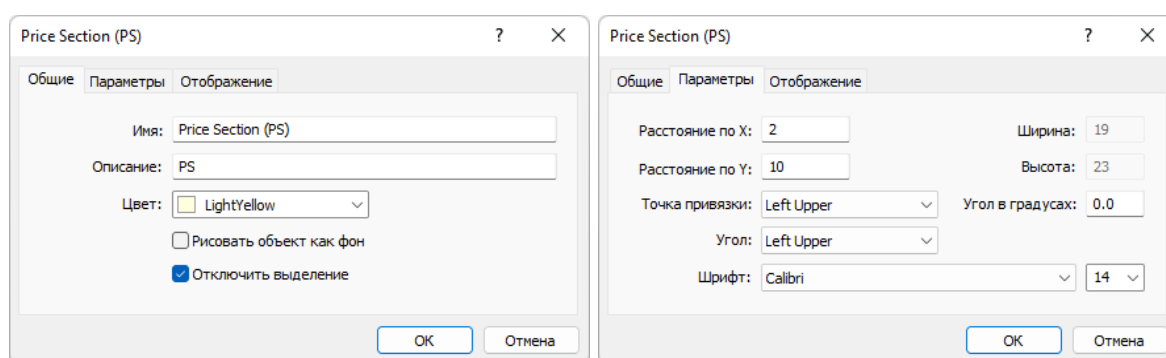 Price Section (PS) ?
Общие Параметры Отображение
Имя: Price Section (PS)
Описание: PS
Цвет: LightYellow
Рисовать объект как фон
Отключить выделение
ОК Отмена
Price Section (PS) ?
Общие Параметры Отображение
Расстояние по X: 2 Ширина: 19
Расстояние по Y: 10 Высота: 23
Точка привязки: Left Upper Угол в градусах: 0.0
Угол: Left Upper
Шрифт: Calibri 14
ОК Отмена